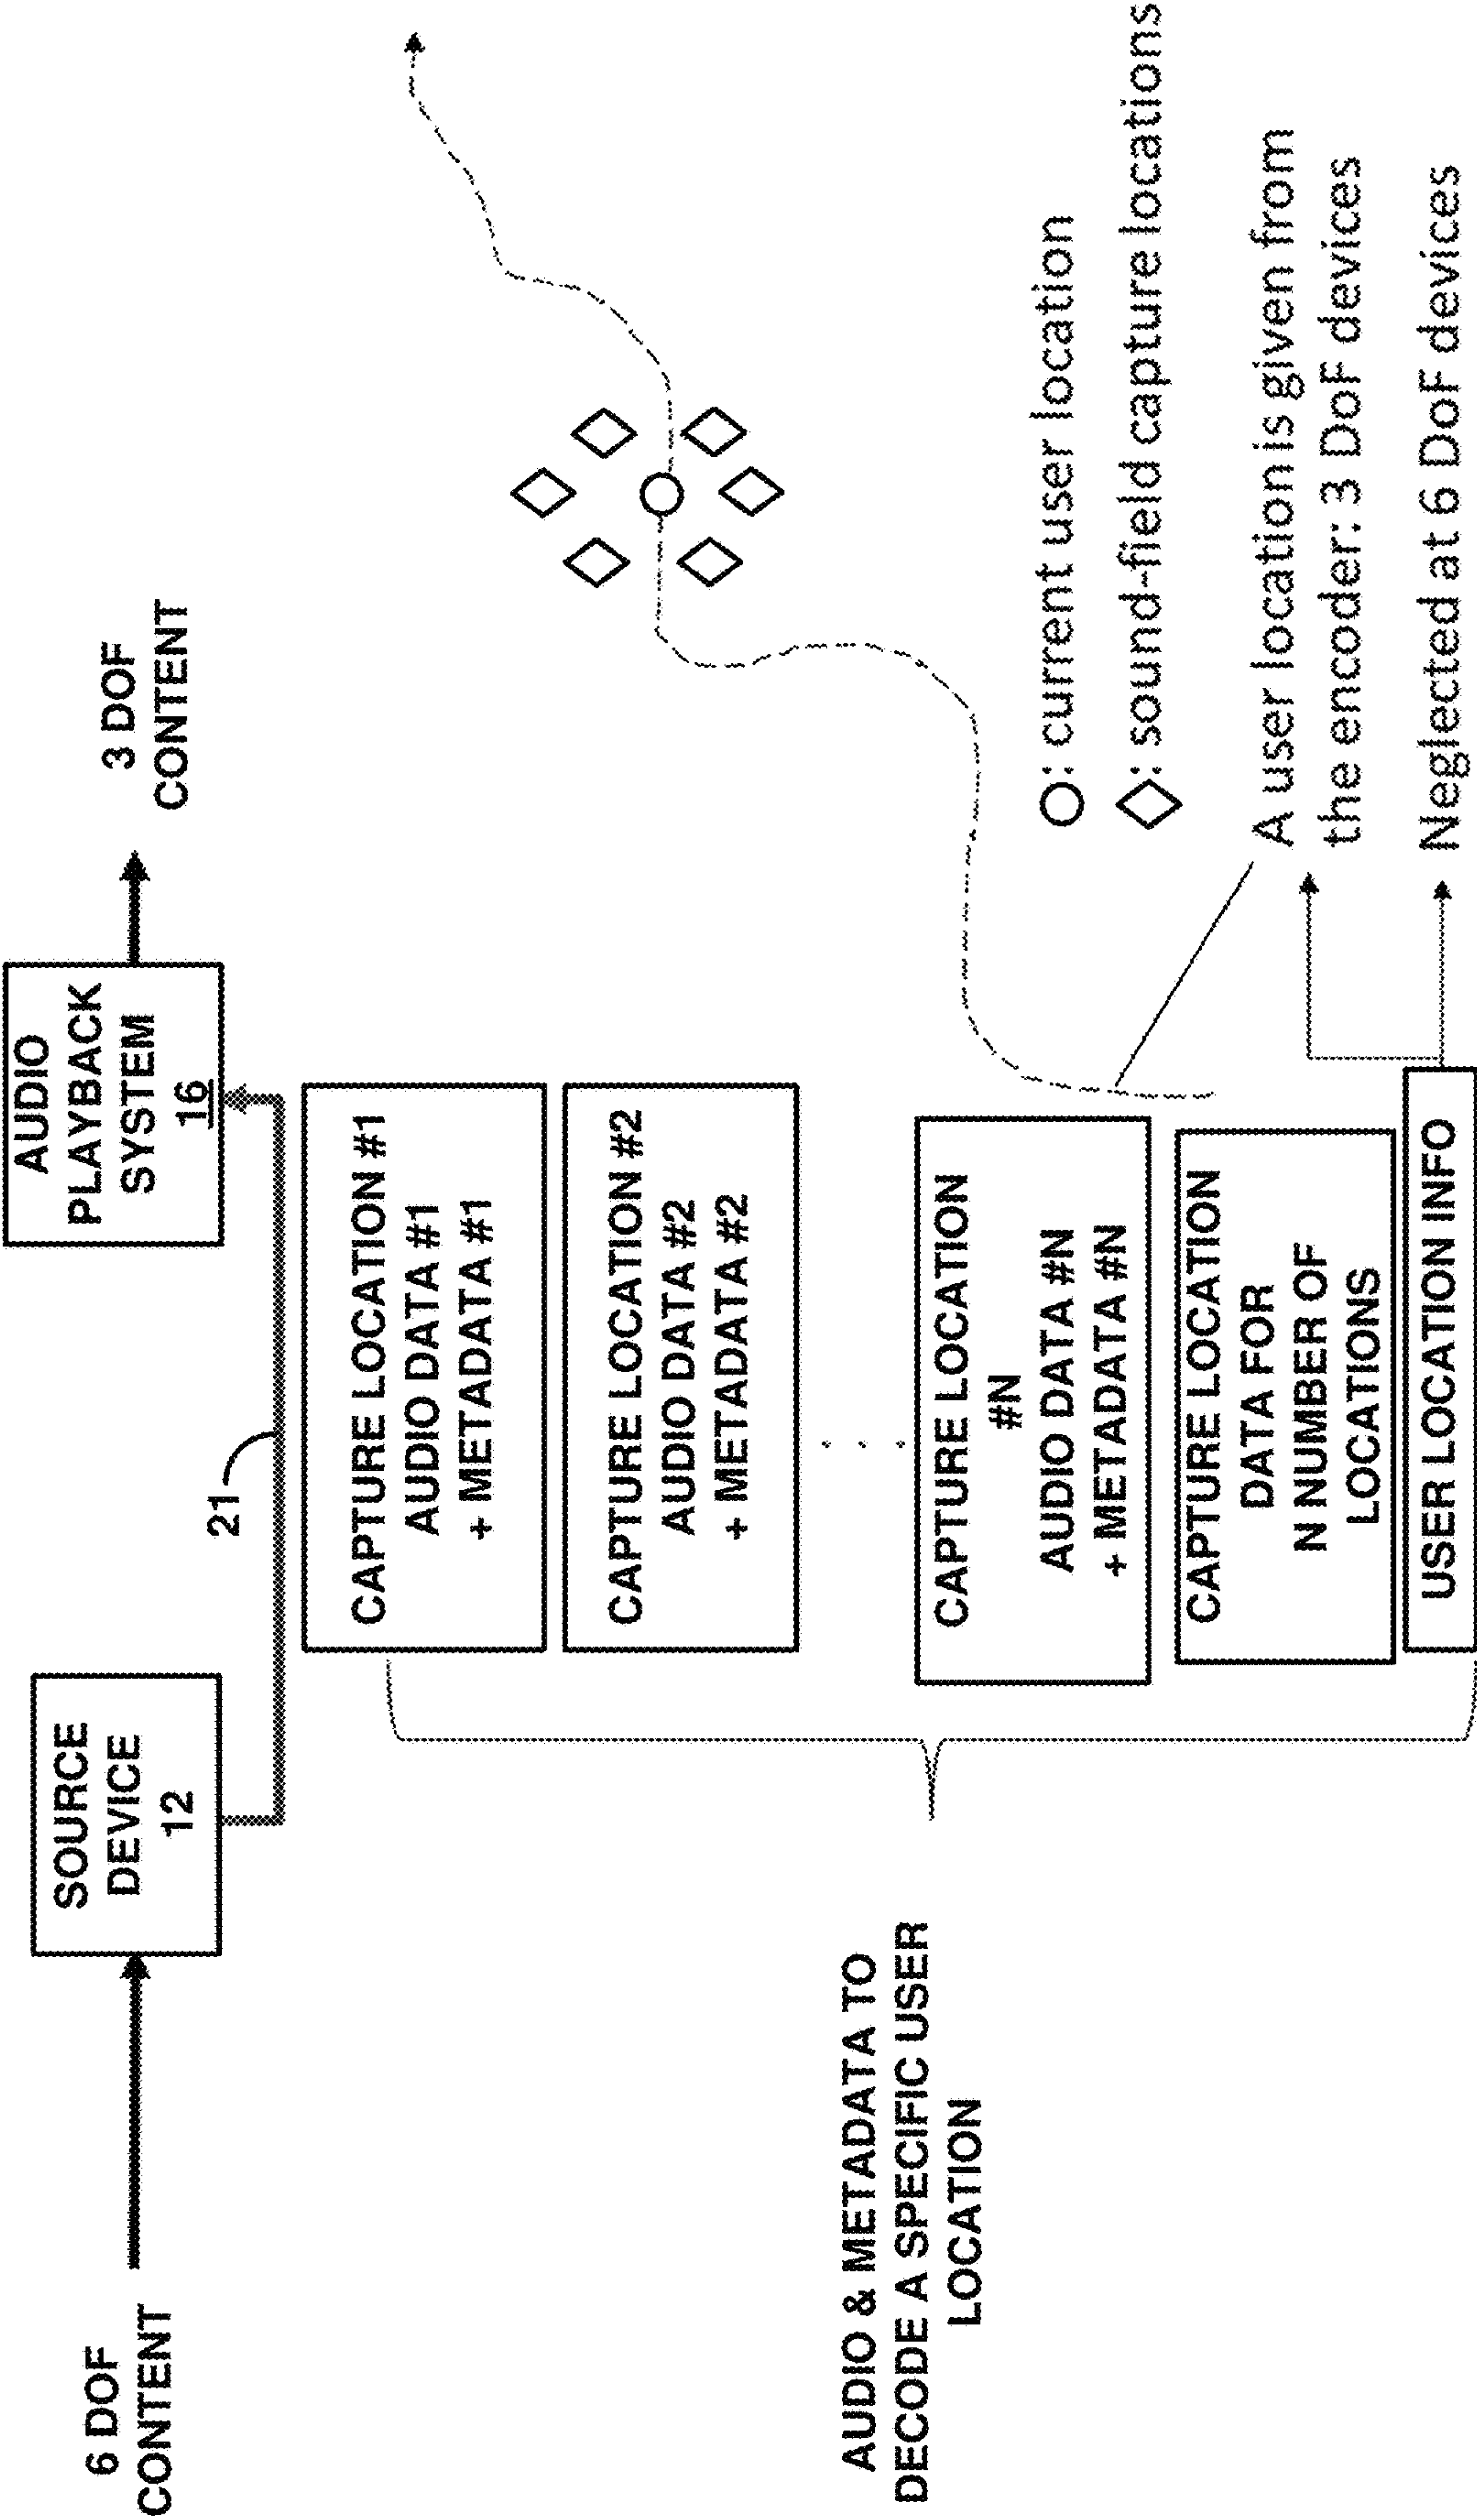 6 DOF
CONTENT
SOURCE
DEVICE
12
21
AUDIO
PLAYBACK
SYSTEM
16
3 DOF
CONTENT
AUDIO & METADATA TO
DECODE A SPECIFIC USER
LOCATION
CAPTURE LOCATION #1
AUDIO DATA #1
+ METADATA #1
CAPTURE LOCATION #2
AUDIO DATA #2
+ METADATA #2
. . .
CAPTURE LOCATION
#N
AUDIO DATA #N
+ METADATA #N
CAPTURE LOCATION
DATA FOR
N NUMBER OF
LOCATIONS
USER LOCATION INFO
: current user location
: sound-field capture locations
A user location is given from
the encoder: 3 DoF devices
Neglected at 6 DoF devices